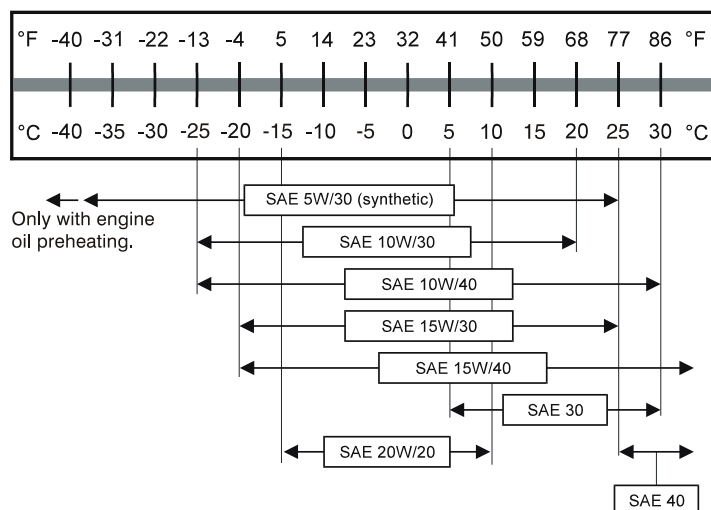 °F -40 -31 -22 -13 -4 5 14 23 32 41 50 59 68 77 86 °F
°C -40 -35 -30 -25 -20 -15 -10 -5 0 5 10 15 20 25 30 °C
SAE 5W/30 (synthetic)
Only with engine
oil preheating.
SAE 10W/30
SAE 10W/40
SAE 15W/30
SAE 15W/40
SAE 30
SAE 20W/20
SAE 40